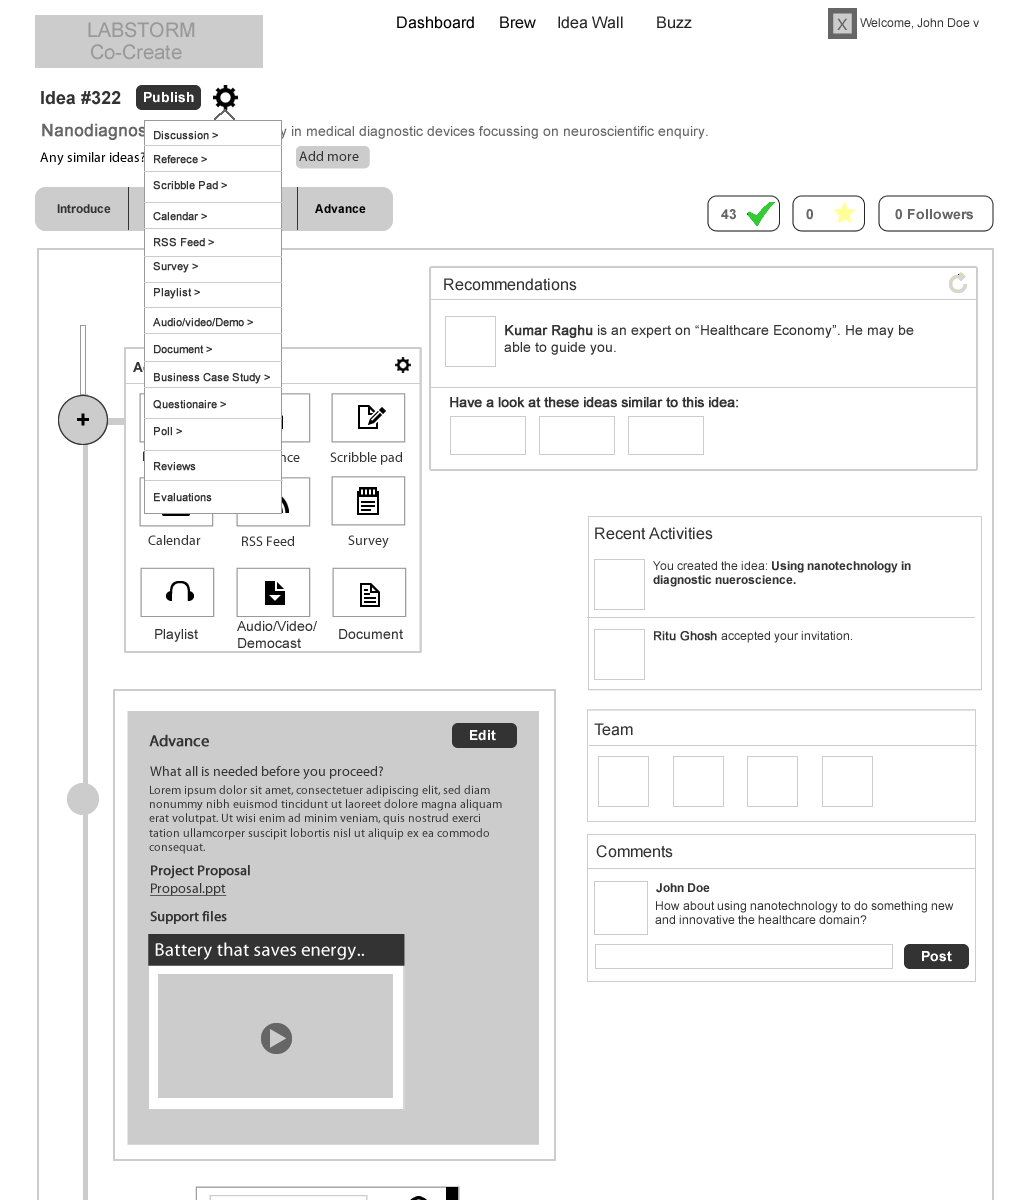 LABSTORM
Co-Create
Dashboard
Brew
Idea Wall
Buzz
X
Welcome, John Doe v
Idea #322
Publish
Nanodiagnos
y in medical diagnostic devices focussing on neuroscientific enquiry.
Any similar ideas?
Add more
Discussion >
Referece >
Scribble Pad >
Calendar >
RSS Feed >
Survey >
Playlist >
Audio/video/Demo >
Document >
Business Case Study >
Questionaire >
Poll >
Reviews
Evaluations
Introduce
Advance
43
0
0 Followers
Recommendations
Kumar Raghu is an expert on “Healthcare Economy”. He may be
able to guide you.
Have a look at these ideas similar to this idea:
+
nce
Scribble pad
Calendar
RSS Feed
Survey
Playlist
Audio/Video/
Democast
Document
Recent Activities
You created the idea: Using nanotechnology in
diagnostic nueroscience.
Ritu Ghosh accepted your invitation.
Team
Comments
John Doe
How about using nanotechnology to do something new
and innovative the healthcare domain?
Post
Advance
Edit
What all is needed before you proceed?
Lorem ipsum dolor sit amet, consectetuer adipiscing elit, sed diam
nonummy nibh euismod tincidunt ut laoreet dolore magna aliquam
erat volutpat. Ut wisi enim ad minim veniam, quis nostrud exerci
tation ullamcorper suscipit lobortis nisl ut aliquip ex ea commodo
consequat.
Project Proposal
Proposal.ppt
Support files
Battery that saves energy..